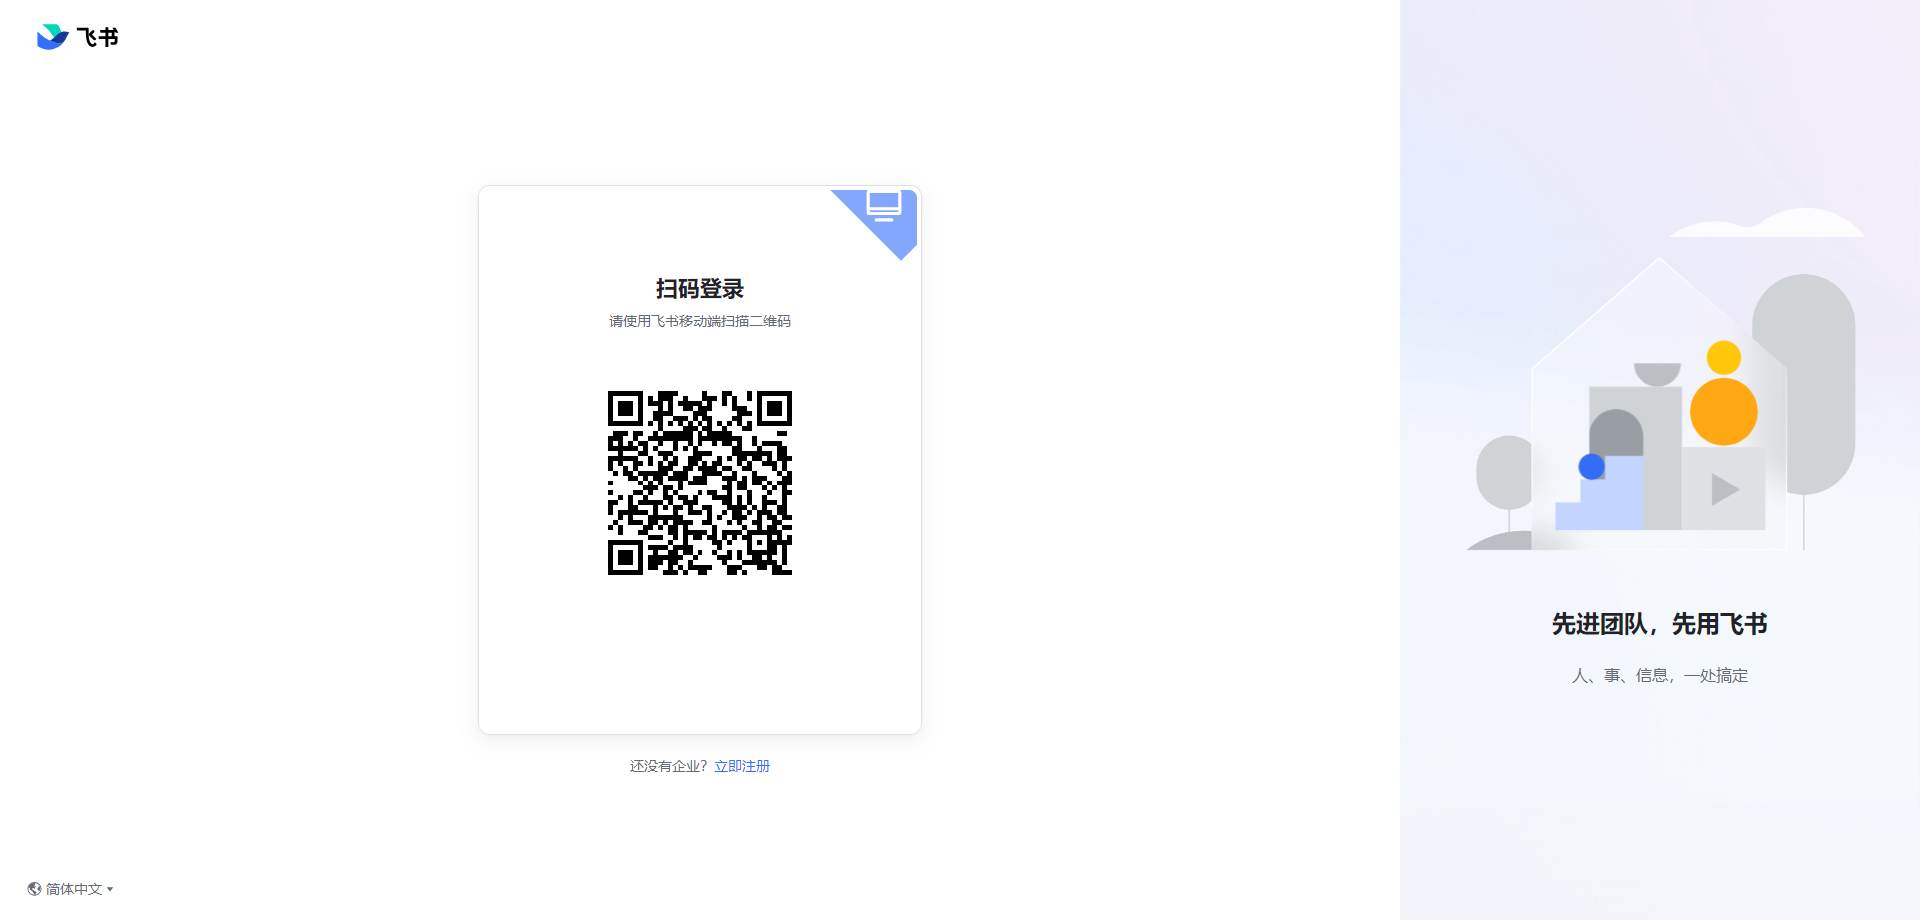 飞书
扫码登录
请使用飞书移动端扫描二维码
还没有企业？立即注册
简体中文
先进团队，先用飞书
人、事、信息，一处搞定